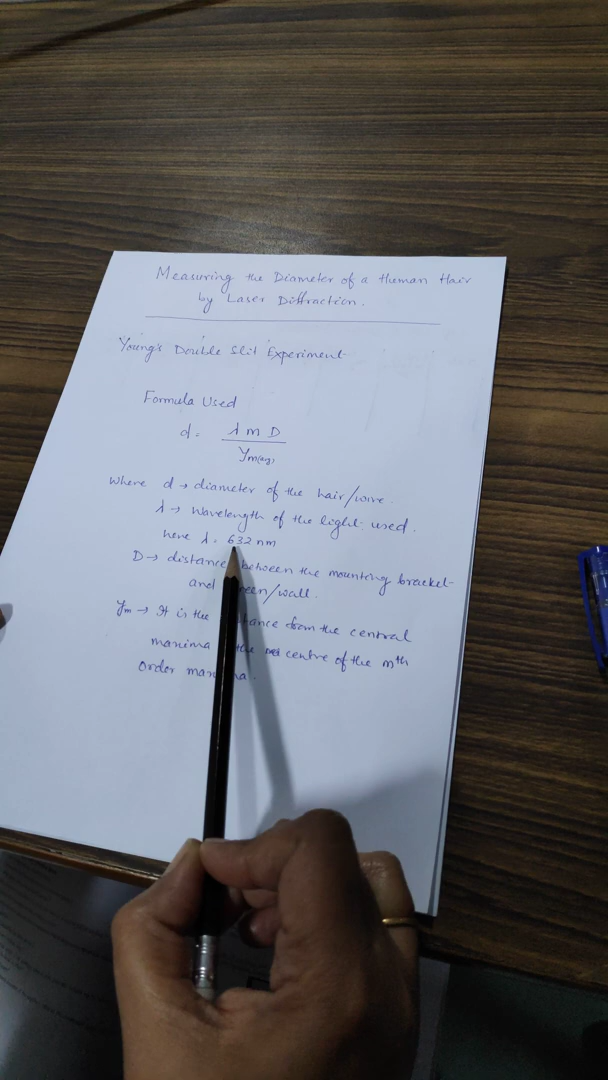 Measuring the Diameter of a Human Hair
by Laser Diffraction.
Young's Double Slit Experiment
Formula Used
d = λ m D
Ym(avg)
Where d → diameter of the hair/wire.
λ → Wavelength of the light used.
here λ = 632 nm
D → distance between the mounting bracket
and /wall.
Ym → It is the from the central
maxima the centre of the mth
order